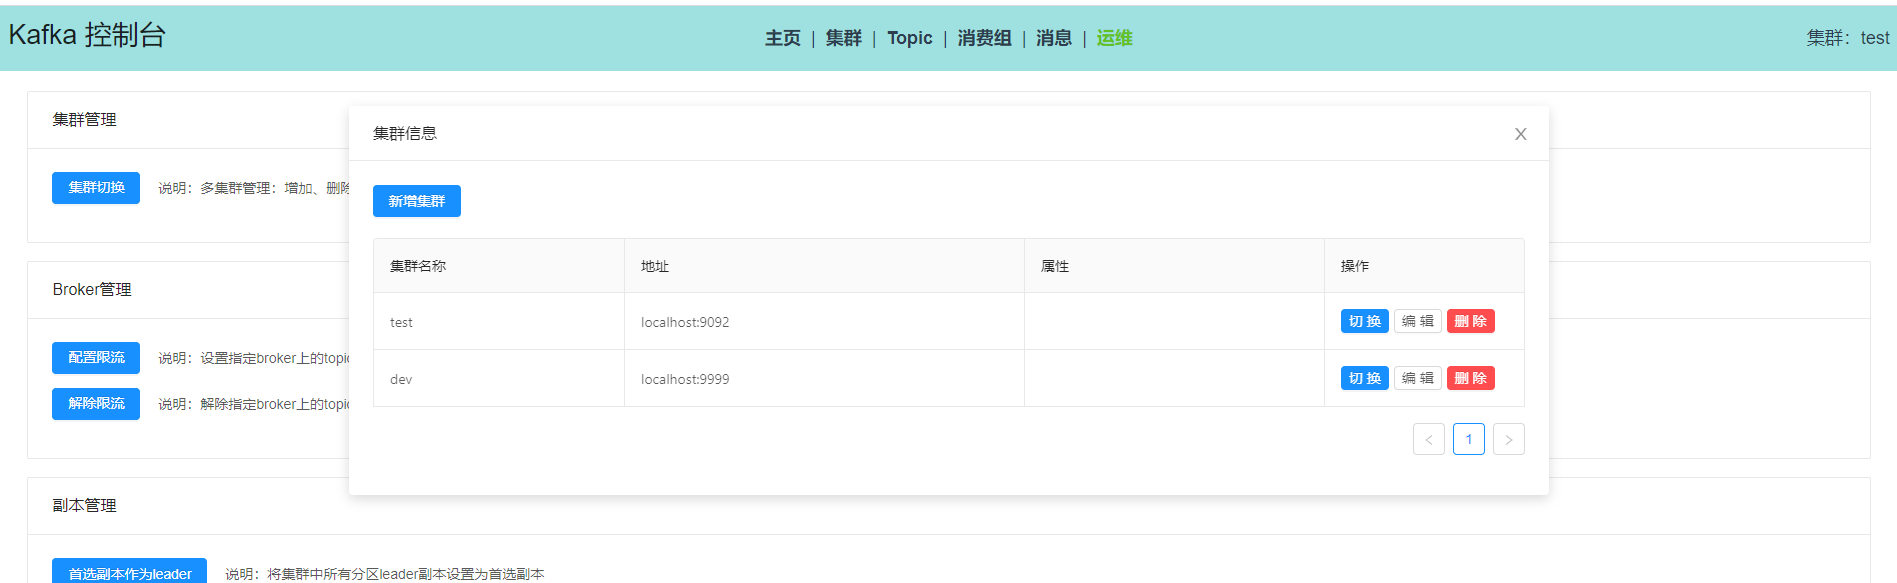 Kafka 控制台
主页 | 集群 | Topic | 消费组 | 消息 | 运维
集群：test
集群管理
集群切换 说明：多集群管理：增加、删除
Broker管理
配置限流 说明：设置指定broker上的topic
解除限流 说明：解除指定broker上的topic
副本管理
首选副本作为leader 说明：将集群中所有分区leader副本设置为首选副本
集群信息
新增集群
集群名称 地址 属性 操作
test localhost:9092 切 换 编 辑 删 除
dev localhost:9999 切 换 编 辑 删 除
< 1 >